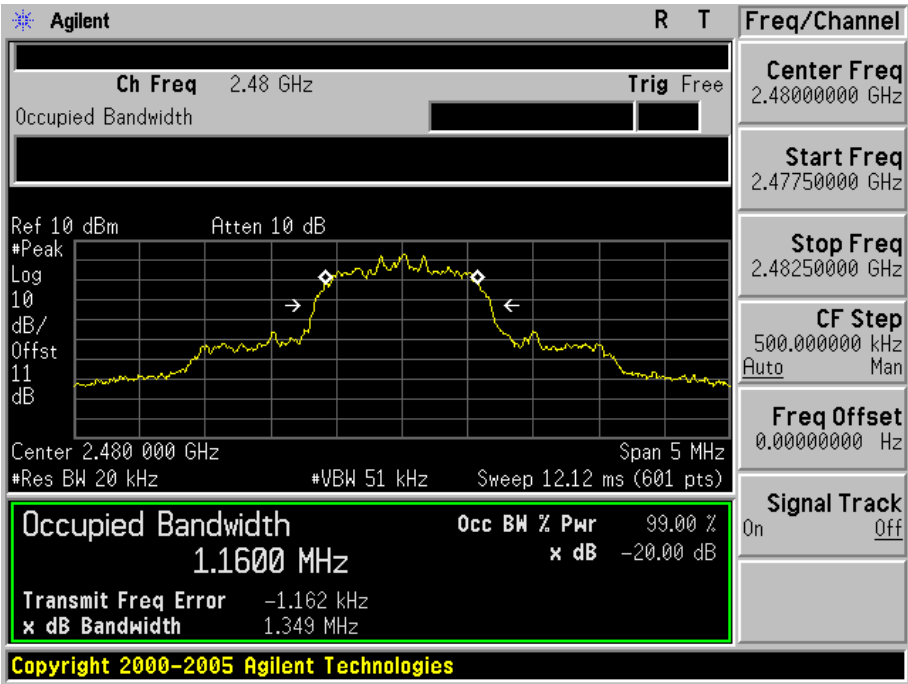 Agilent R T
Freq/Channel
Ch Freq 2.48 GHz Trig Free
Occupied Bandwidth
Center Freq
2.48000000 GHz
Start Freq
2.47750000 GHz
Stop Freq
2.48250000 GHz
CF Step
500.000000 kHz
Auto Man
Freq Offset
0.00000000 Hz
Signal Track
On Off
Ref 10 dBm Atten 10 dB
#Peak
Log
10
dB/
Offst
11
dB
Center 2.480 000 GHz Span 5 MHz
#Res BW 20 kHz #VBW 51 kHz Sweep 12.12 ms (601 pts)
Occupied Bandwidth
1.1600 MHz
Occ BW % Pwr 99.00 %
x dB -20.00 dB
Transmit Freq Error -1.162 kHz
x dB Bandwidth 1.349 MHz
Copyright 2000-2005 Agilent Technologies